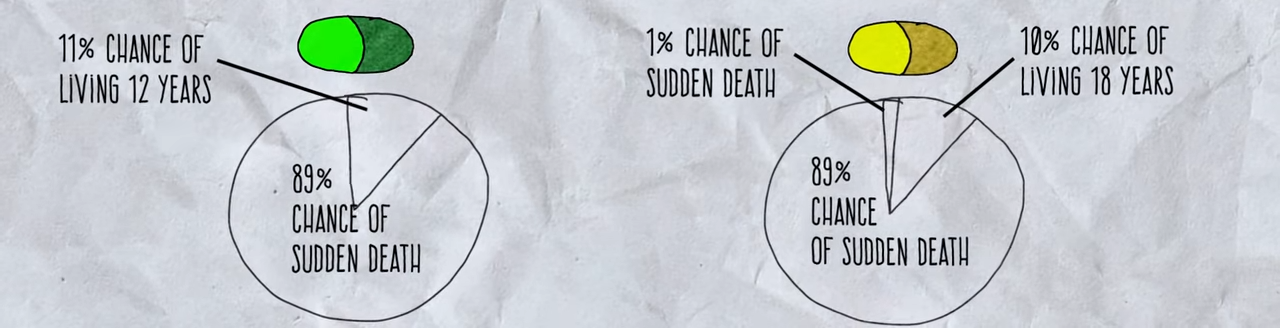 11% CHANCE OF
LIVING 12 YEARS
89%
CHANCE OF
SUDDEN DEATH
1% CHANCE OF
SUDDEN DEATH
10% CHANCE OF
LIVING 18 YEARS
89%
CHANCE
OF SUDDEN DEATH